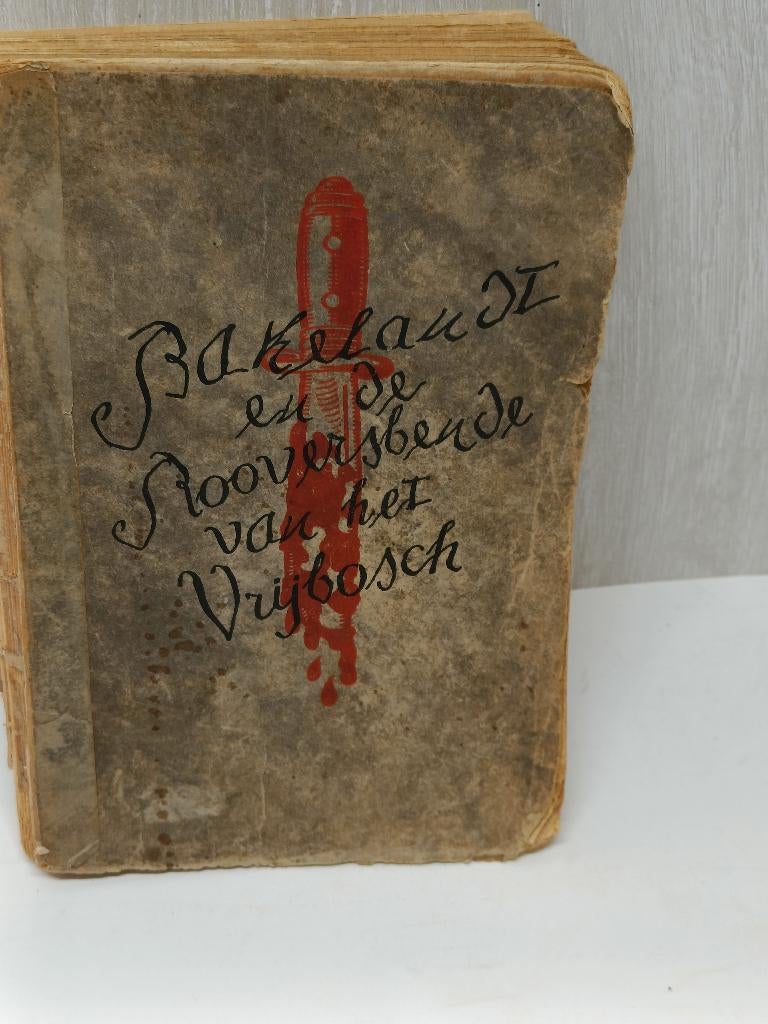 Bakelandt
en de
Rooversbende
van het
Vrijbosch